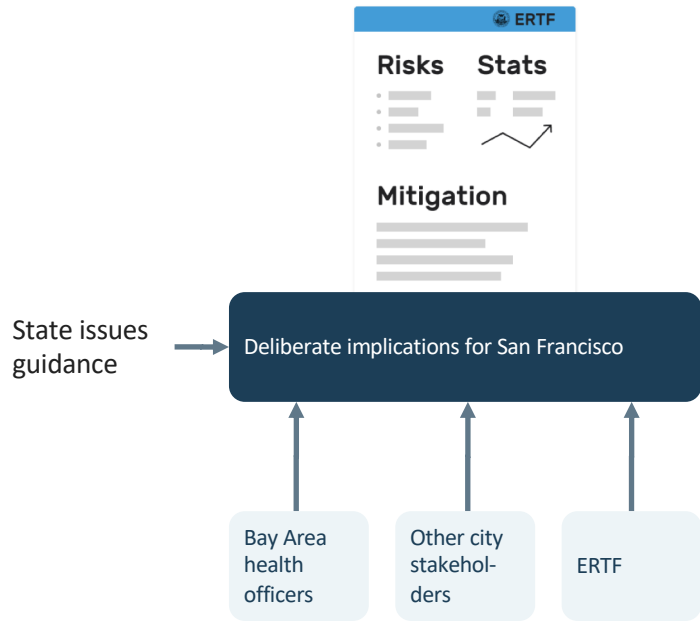 ERTF
Risks Stats
Mitigation
State issues
guidance
Deliberate implications for San Francisco
Bay Area
health
officers
Other city
stakehol-
ders
ERTF